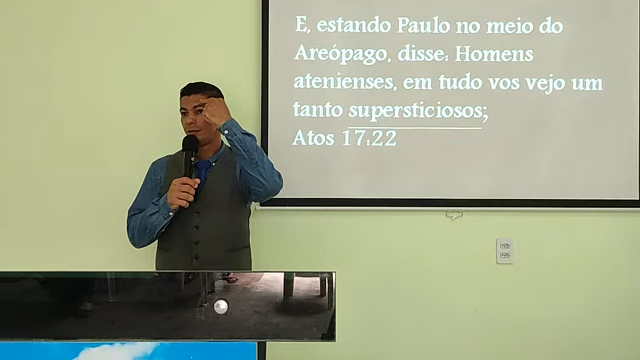 E, estando Paulo no meio do
Areópago, disse: Homens
atenienses, em tudo vos vejo um
tanto supersticiosos;
Atos 17:22